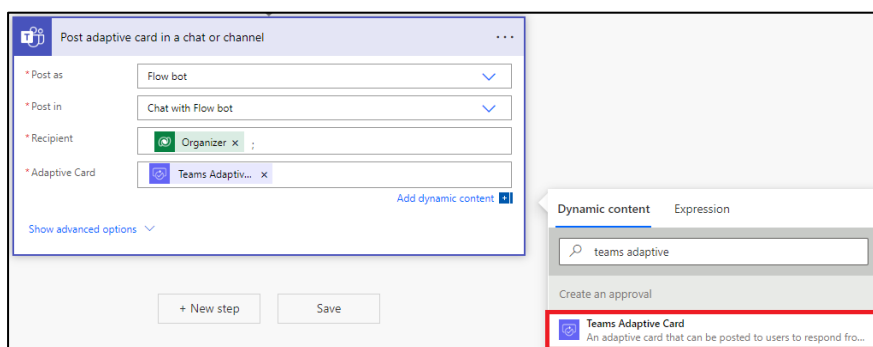 Post adaptive card in a chat or channel
* Post as
Flow bot
* Post in
Chat with Flow bot
* Recipient
Organizer × ;
* Adaptive Card
Teams Adaptiv... ×
Add dynamic content
Show advanced options
+ New step
Save
Dynamic content
Expression
teams adaptive
Create an approval
Teams Adaptive Card
An adaptive card that can be posted to users to respond fro...